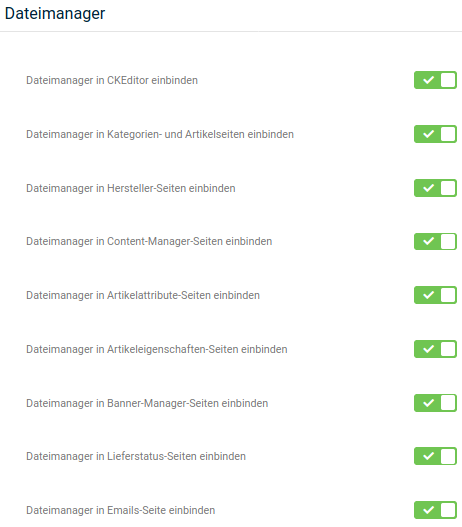 Dateimanager
Dateimanager in CKEditor einbinden
Dateimanager in Kategorien- und Artikelseiten einbinden
Dateimanager in Hersteller-Seiten einbinden
Dateimanager in Content-Manager-Seiten einbinden
Dateimanager in Artikelattribute-Seiten einbinden
Dateimanager in Artikeleigenschaften-Seiten einbinden
Dateimanager in Banner-Manager-Seiten einbinden
Dateimanager in Lieferstatus-Seiten einbinden
Dateimanager in Emails-Seite einbinden